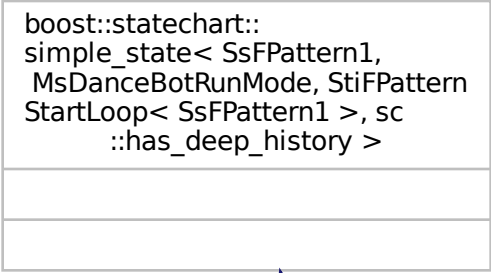 boost::statechart::
simple_state< SsFPattern1,
MsDanceBotRunMode, StiFPattern
StartLoop< SsFPattern1 >, sc
::has_deep_history >